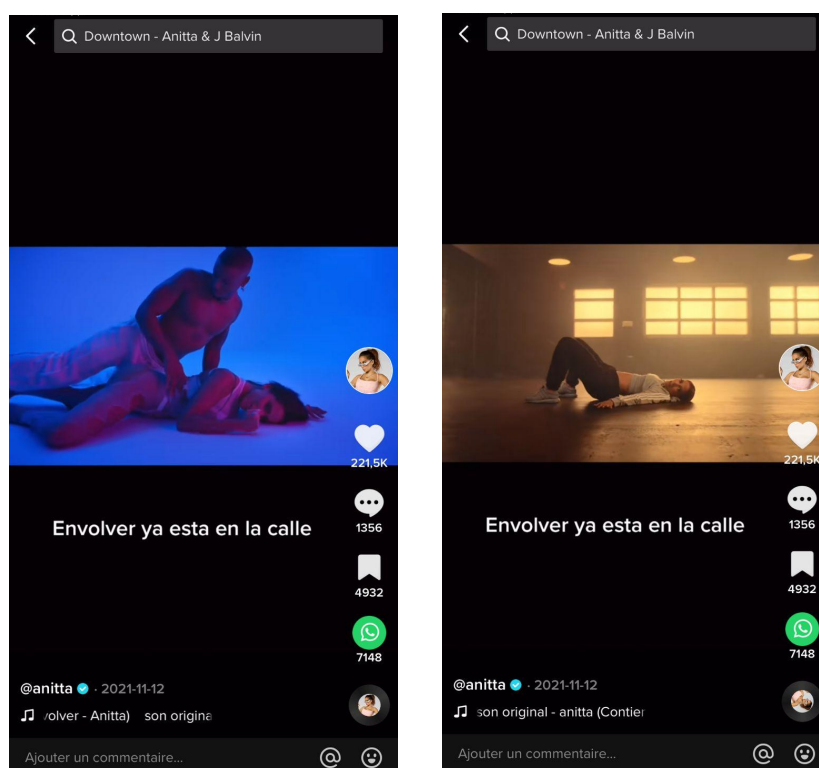 Downtown - Anitta & J Balvin
221,5K
Envolver ya esta en la calle
1356
4932
7148
@anitta · 2021-11-12
volver - Anitta) son origina
Ajouter un commentaire...
Downtown - Anitta & J Balvin
221,5K
Envolver ya esta en la calle
1356
4932
7148
@anitta · 2021-11-12
son original - anitta (Contien
Ajouter un commentaire...